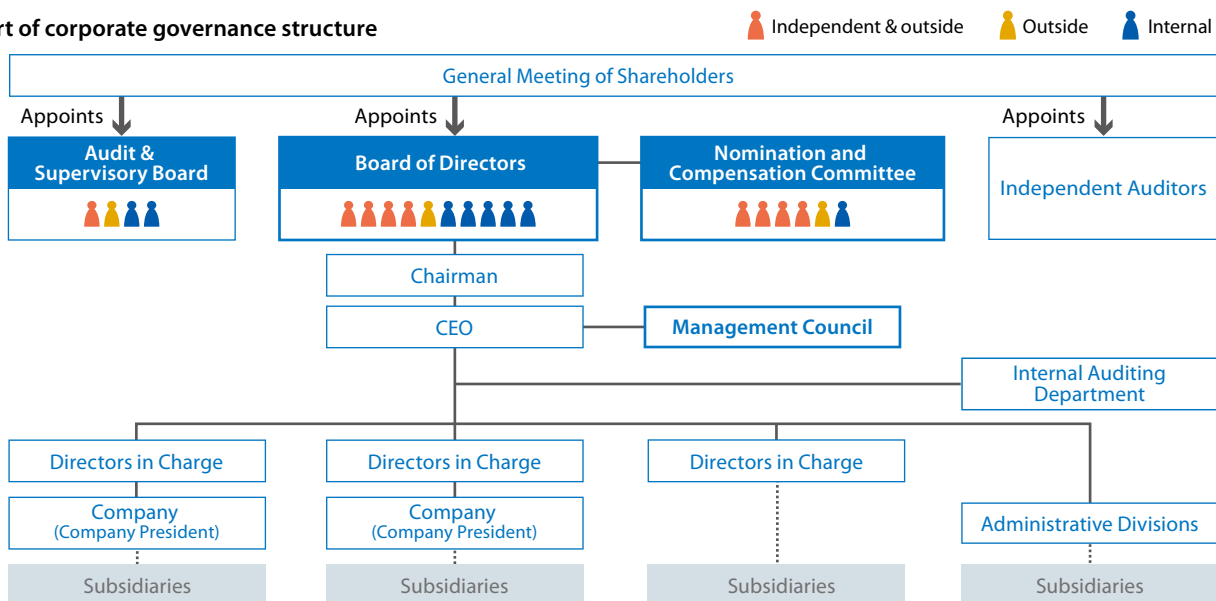 rt of corporate governance structure
Independent & outside
Outside
Internal
General Meeting of Shareholders
Appoints
Appoints
Appoints
Audit &
Supervisory Board
Board of Directors
Nomination and
Compensation Committee
Independent Auditors
Chairman
CEO
Management Council
Internal Auditing
Department
Directors in Charge
Directors in Charge
Directors in Charge
Company
(Company President)
Company
(Company President)
Administrative Divisions
Subsidiaries
Subsidiaries
Subsidiaries
Subsidiaries